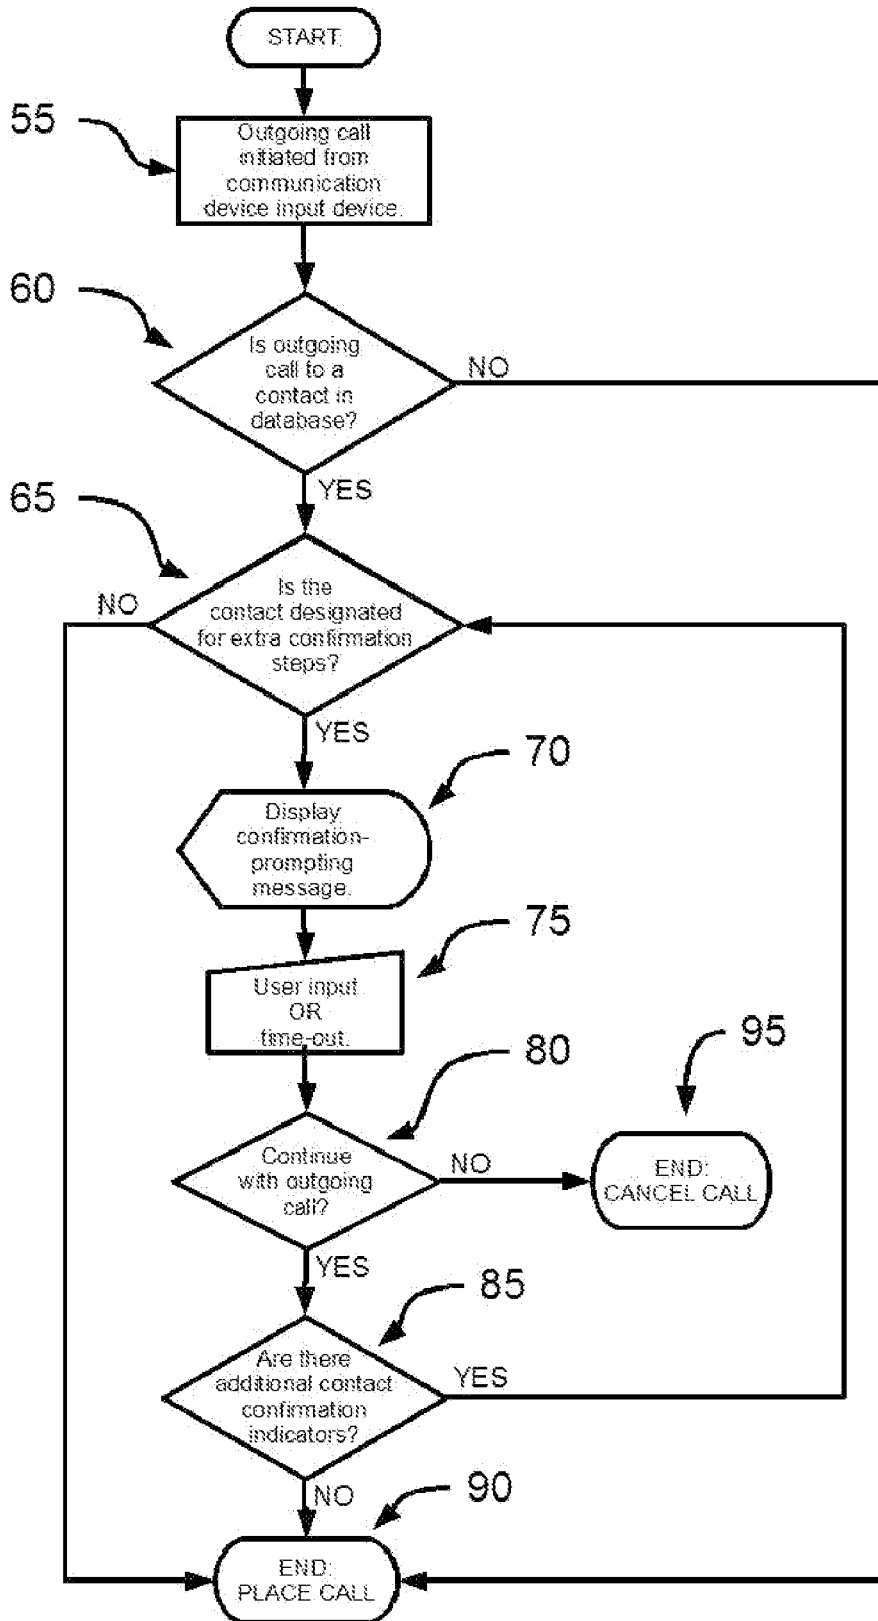 START
55
Outgoing call
initiated from
communication
device input device.
60
Is outgoing
call to a
contact in
database?
NO
YES
65
Is the
contact designated
for extra confirmation
steps?
NO
YES
70
Display
confirmation-
prompting
message.
75
User input
OR
time-out.
80
Continue
with outgoing
call?
NO
95
END:
CANCEL CALL
YES
85
Are there
additional contact
confirmation
indicators?
YES
NO
90
END:
PLACE CALL